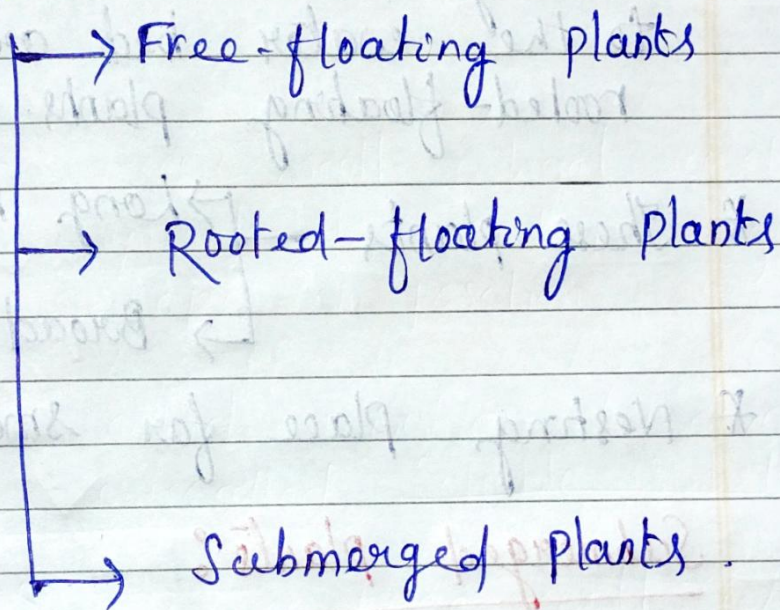 → Free-floating plants
→ Rooted-floating plants
→ Submerged plants.